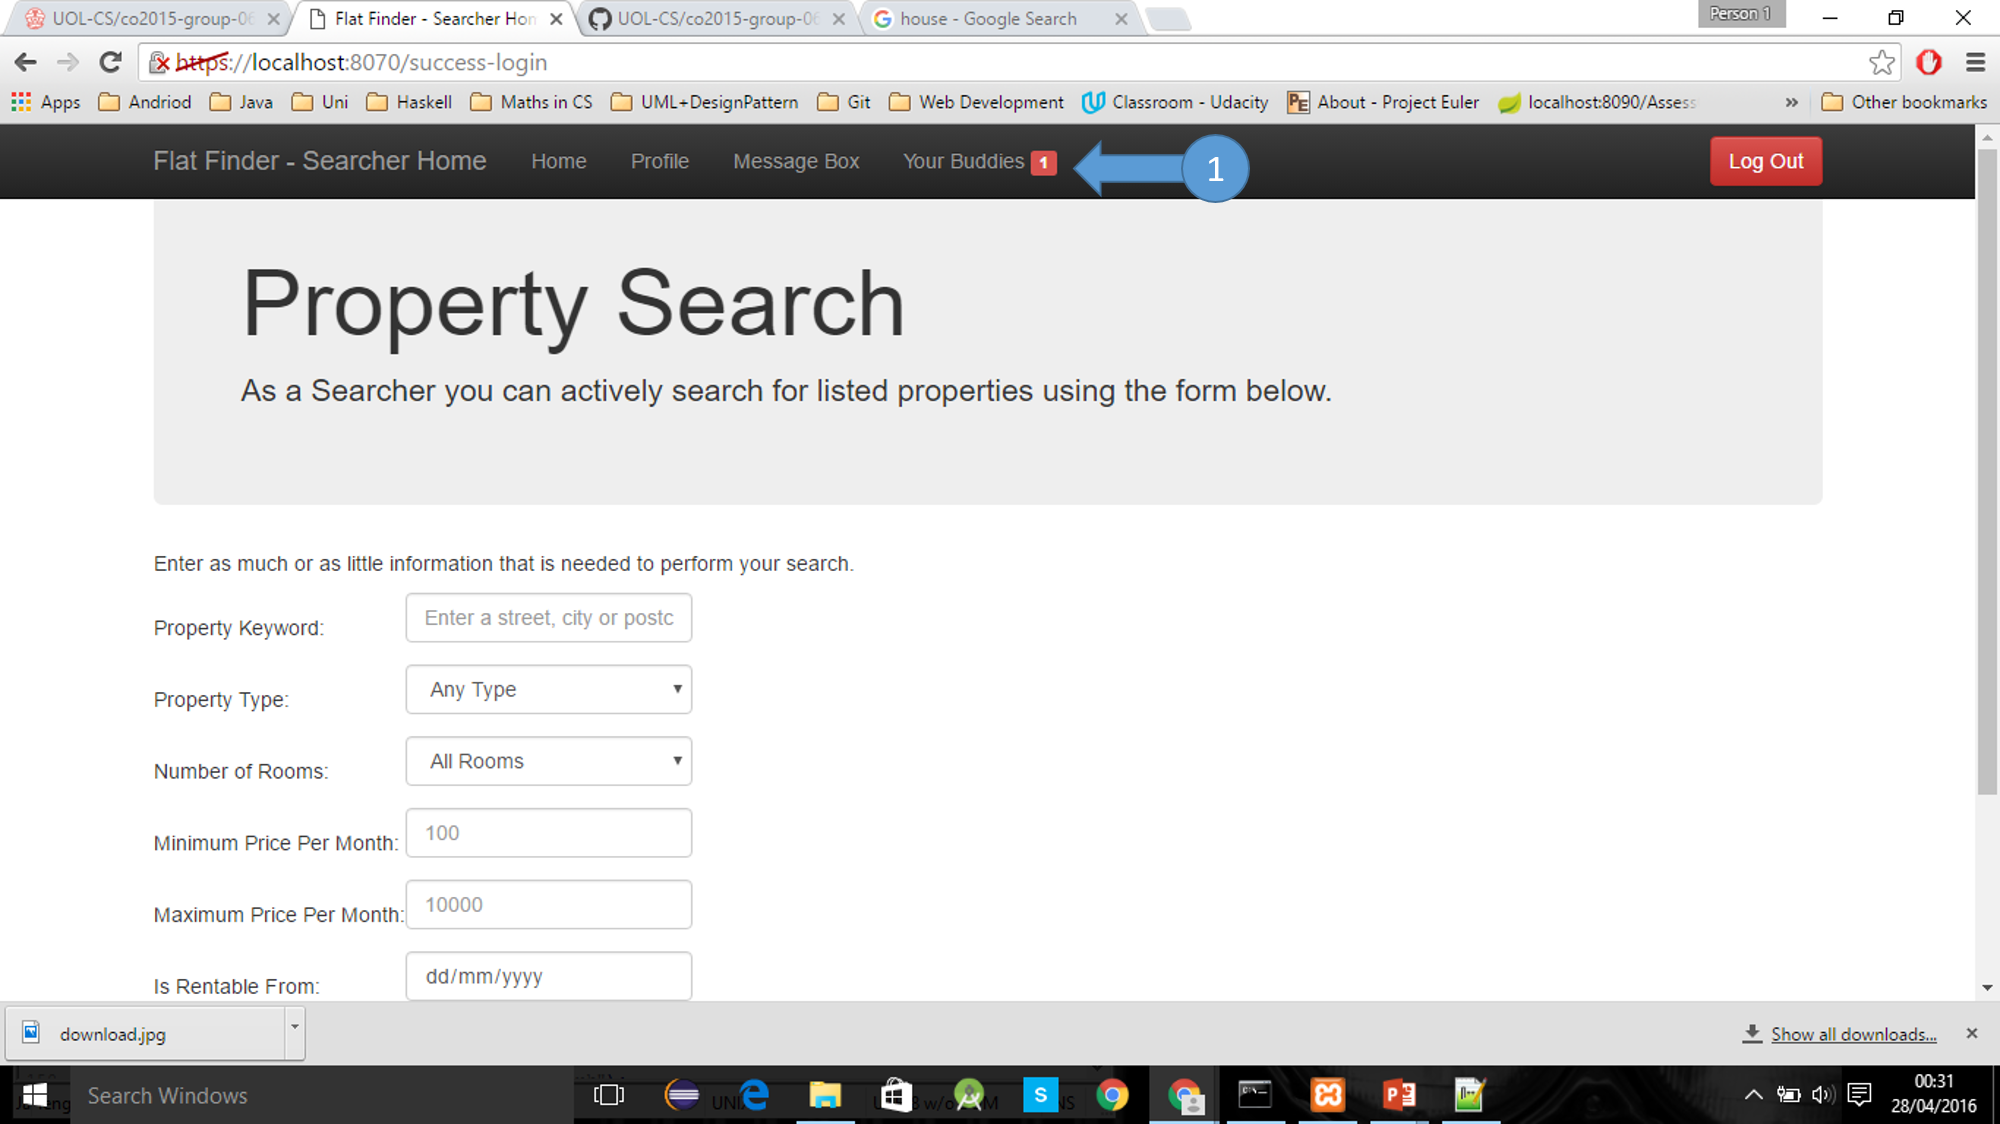 UOL-CS/co2015-group-06
Flat Finder - Searcher Hom
UOL-CS/co2015-group-06
house - Google Search
Person 1
https://localhost:8070/success-login
Apps
Andriod
Java
Uni
Haskell
Maths in CS
UML+DesignPattern
Git
Web Development
Classroom - Udacity
PE
About - Project Euler
localhost:8090/Assess
»
Other bookmarks
Flat Finder - Searcher Home
Home
Profile
Message Box
Your Buddies 1
1
Log Out
Property Search
As a Searcher you can actively search for listed properties using the form below.
Enter as much or as little information that is needed to perform your search.
Property Keyword:
Enter a street, city or postc
Property Type:
Any Type
Number of Rooms:
All Rooms
Minimum Price Per Month:
100
Maximum Price Per Month:
10000
Is Rentable From:
dd/mm/yyyy
download.jpg
Show all downloads...
Search Windows
00:31
28/04/2016